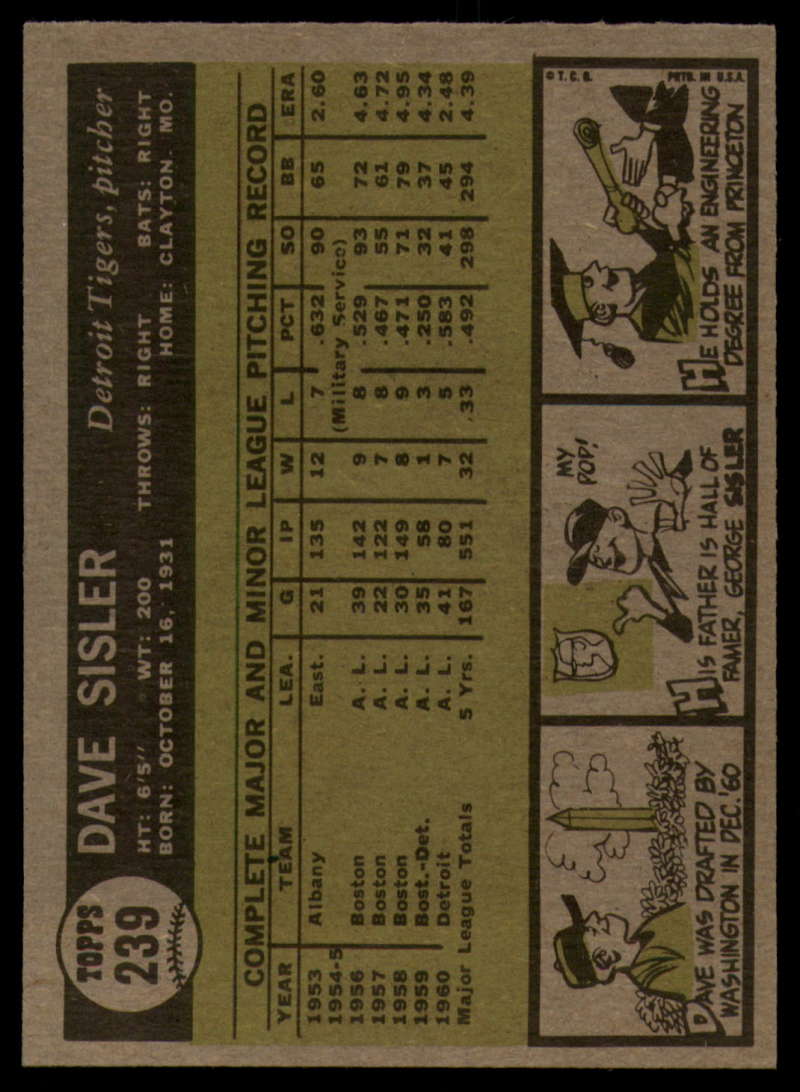 TOPPS
239
DAVE SISLER
Detroit Tigers, pitcher
HT: 6'5" WT: 200 THROWS: RIGHT BATS: RIGHT
BORN: OCTOBER 16, 1931 HOME: CLAYTON, MO.
COMPLETE MAJOR AND MINOR LEAGUE PITCHING RECORD
YEAR TEAM LEA. G IP W L PCT SO BB ERA
1953 Albany East. 21 135 12 7 .632 90 65 2.60
1954-5 (Military Service)
1956 Boston A. L. 39 142 9 8 .529 93 72 4.63
1957 Boston A. L. 22 122 7 8 .467 55 61 4.72
1958 Boston A. L. 30 149 8 9 .471 71 79 4.95
1959 Bost.-Det. A. L. 35 58 1 3 .250 32 37 4.34
1960 Detroit A. L. 41 80 7 5 .583 41 45 2.48
Major League Totals 5 Yrs. 167 551 32 33 .492 298 294 4.39
DAVE WAS DRAFTED BY
WASHINGTON IN DEC. '60
MY
POP!
HIS FATHER IS HALL OF
FAMER, GEORGE SISLER
© T. C. G. PRTD. IN U.S.A.
HE HOLDS AN ENGINEERING
DEGREE FROM PRINCETON